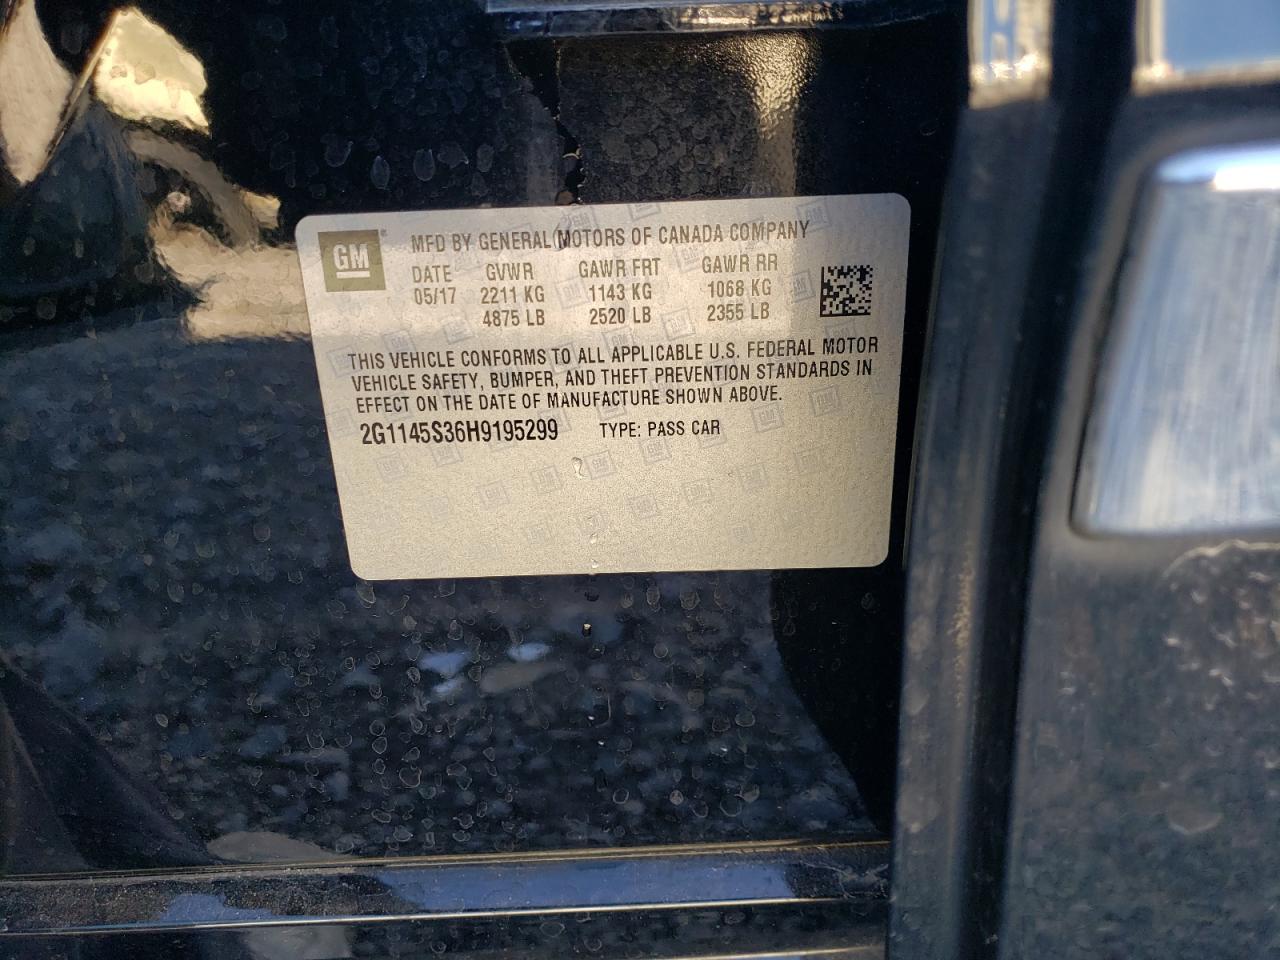 GM MFD BY GENERAL MOTORS OF CANADA COMPANY
DATE GVWR GAWR FRT GAWR RR
05/17 2211 KG 1143 KG 1068 KG
4875 LB 2520 LB 2355 LB
THIS VEHICLE CONFORMS TO ALL APPLICABLE U.S. FEDERAL MOTOR
VEHICLE SAFETY, BUMPER, AND THEFT PREVENTION STANDARDS IN
EFFECT ON THE DATE OF MANUFACTURE SHOWN ABOVE.
2G1145S36H9195299 TYPE: PASS CAR